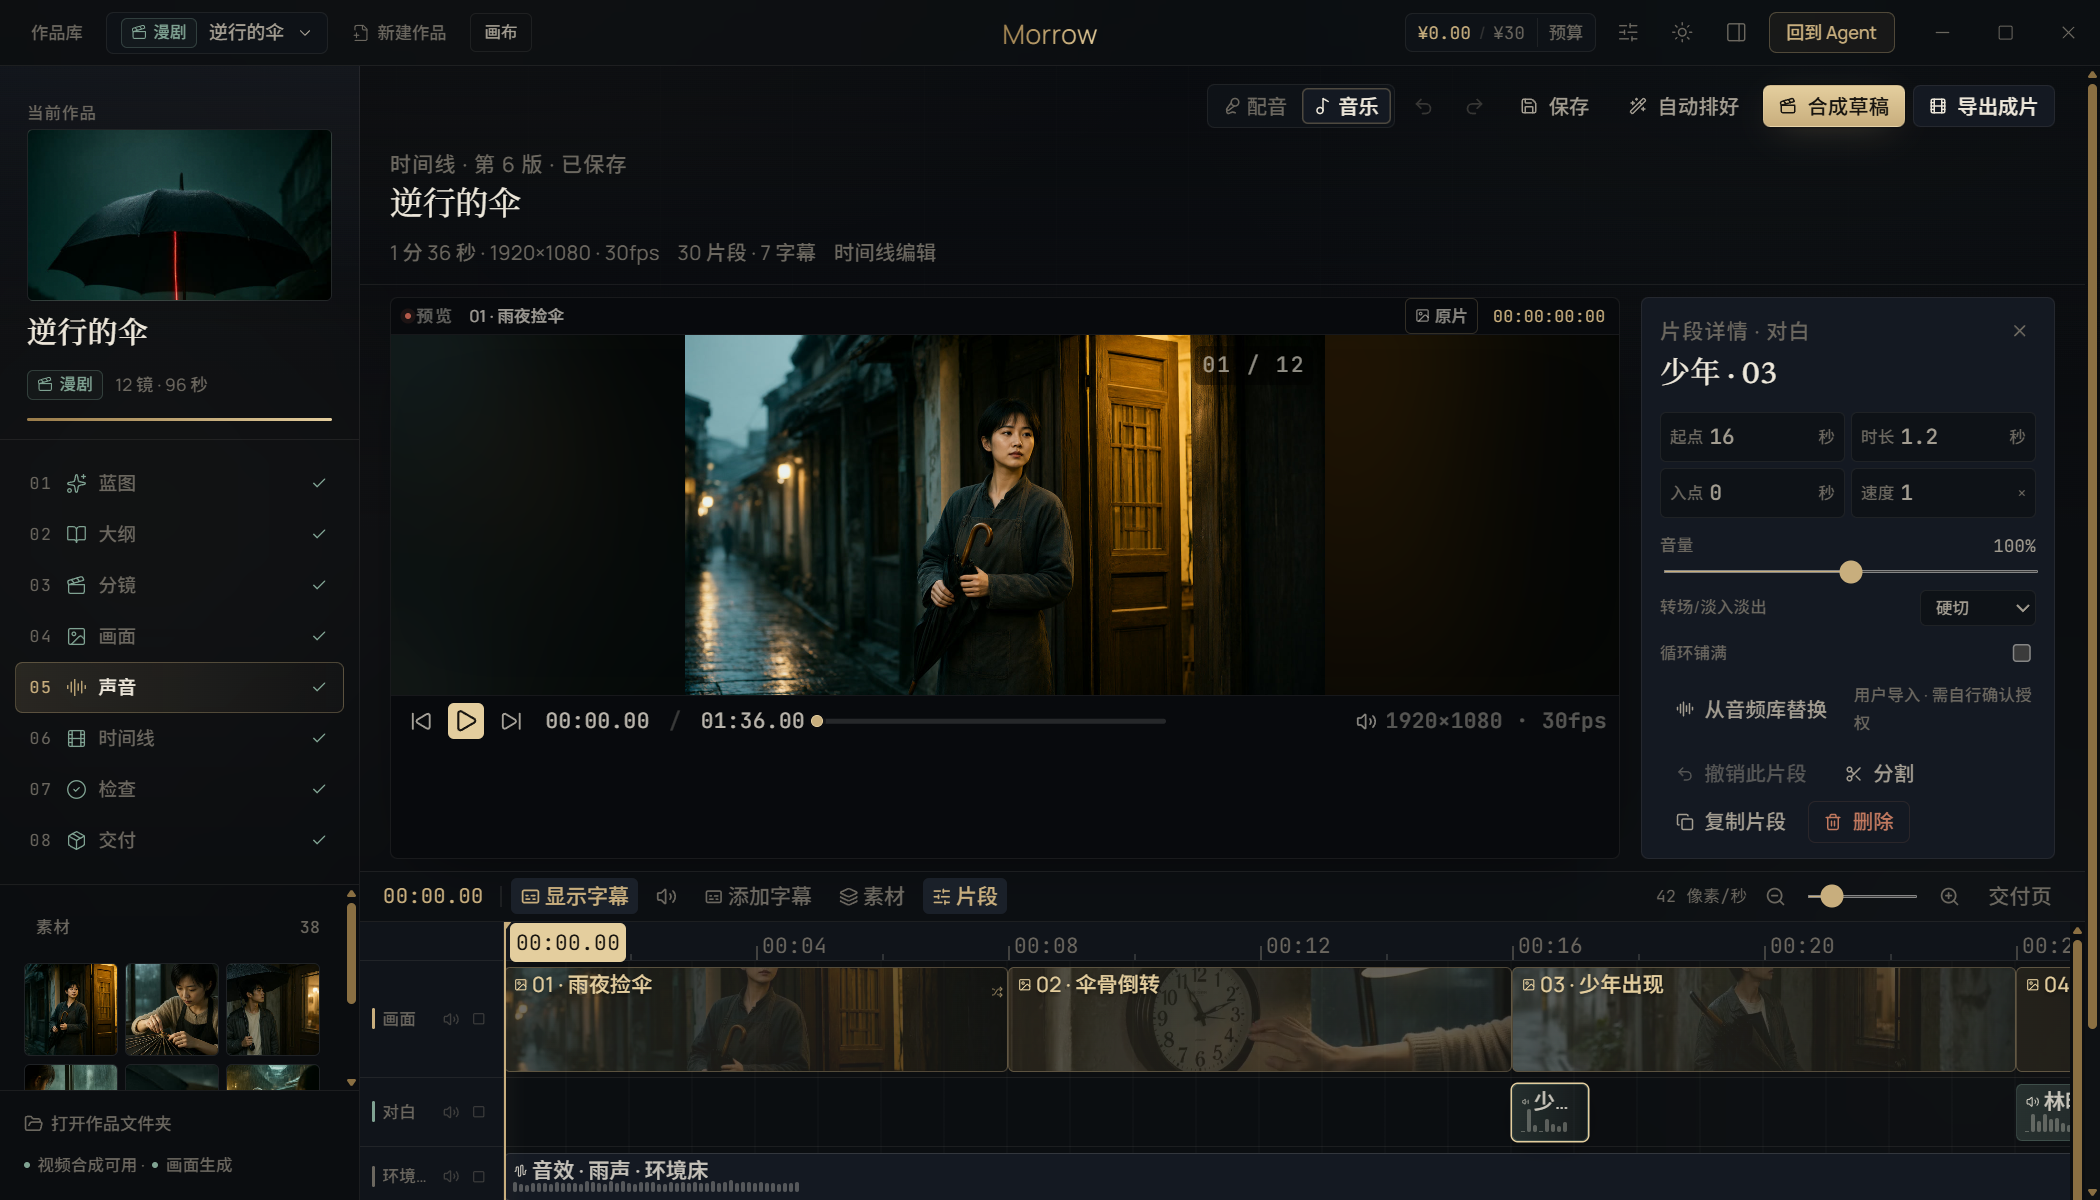 作品库
漫剧 逆行的伞
新建作品
画布
Morrow
¥0.00 / ¥30 预算
回到 Agent
当前作品
逆行的伞
漫剧 12 镜 · 96 秒
01 蓝图
02 大纲
03 分镜
04 画面
05 声音
06 时间线
07 检查
08 交付
素材 38
打开作品文件夹
视频合成可用 · 画面生成
配音 音乐
保存
自动排好
合成草稿
导出成片
时间线 · 第 6 版 · 已保存
逆行的伞
1 分 36 秒 · 1920×1080 · 30fps 30 片段 · 7 字幕 时间线编辑
预览 01 · 雨夜捡伞
原片 00:00:00:00
01 / 12
00:00.00 / 01:36.00
1920×1080 · 30fps
片段详情 · 对白
少年 · 03
起点 16 秒 时长 1.2 秒
入点 0 秒 速度 1 ×
音量 100%
转场/淡入淡出 硬切
循环铺满
从音频库替换
用户导入 · 需自行确认授
权
撤销此片段 分割
复制片段 删除
00:00.00 显示字幕 添加字幕 素材 片段
42 像素/秒 交付页
00:00.00 00:04 00:08 00:12 00:16 00:20 00:2
画面 01 · 雨夜捡伞 02 · 伞骨倒转 03 · 少年出现 04
12 3 4 5 6 7 8 9
对白 少… 林
环境… 音效 · 雨声 · 环境床